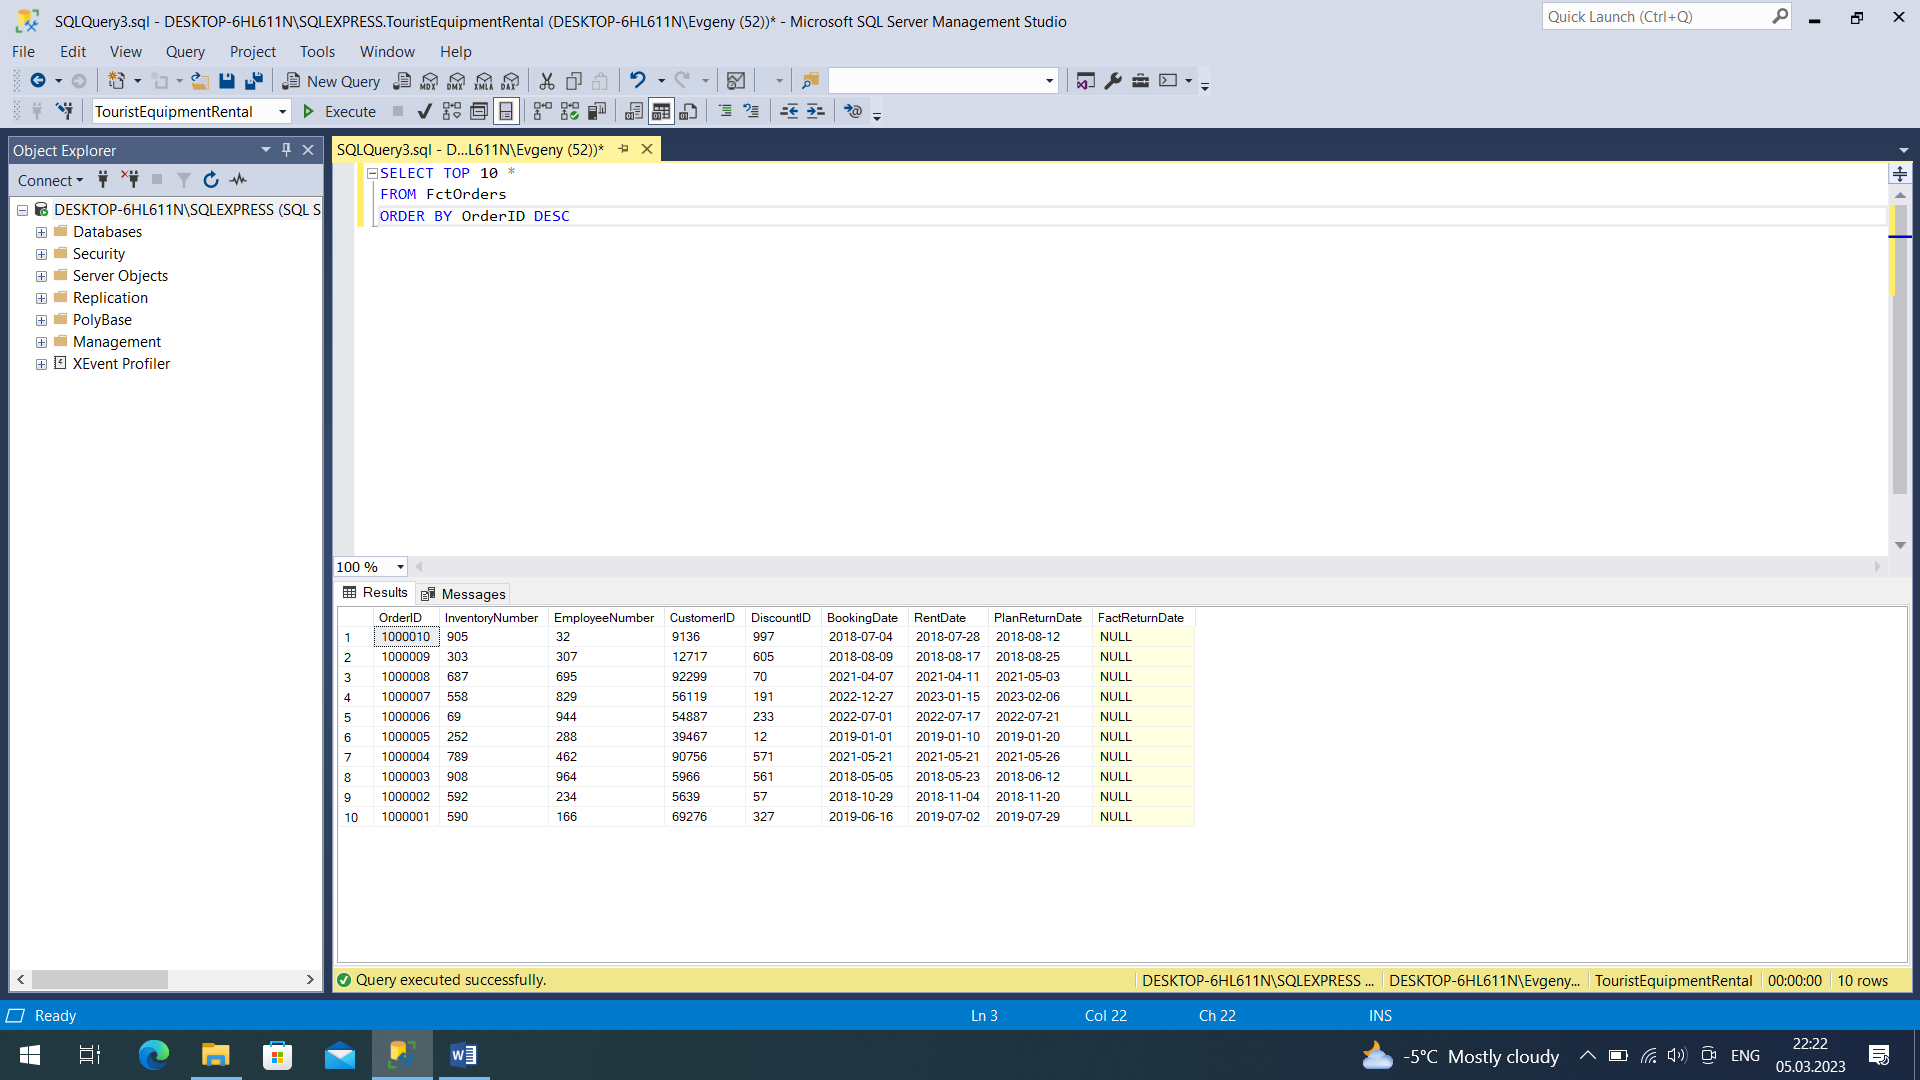 SQLQuery3.sql - DESKTOP-6HL611N\SQLEXPRESS.TouristEquipmentRental (DESKTOP-6HL611N\Evgeny (52))* - Microsoft SQL Server Management Studio
Quick Launch (Ctrl+Q)
File Edit View Query Project Tools Window Help
New Query MDX DMX XMLA DAX
TouristEquipmentRental Execute
Object Explorer
SQLQuery3.sql - D...L611N\Evgeny (52))*
Connect
DESKTOP-6HL611N\SQLEXPRESS (SQL S
Databases
Security
Server Objects
Replication
PolyBase
Management
XEvent Profiler
SELECT TOP 10 *
FROM FctOrders
ORDER BY OrderID DESC
100 %
Results Messages
OrderID InventoryNumber EmployeeNumber CustomerID DiscountID BookingDate RentDate PlanReturnDate FactReturnDate
1 1000010 905 32 9136 997 2018-07-04 2018-07-28 2018-08-12 NULL
2 1000009 303 307 12717 605 2018-08-09 2018-08-17 2018-08-25 NULL
3 1000008 687 695 92299 70 2021-04-07 2021-04-11 2021-05-03 NULL
4 1000007 558 829 56119 191 2022-12-27 2023-01-15 2023-02-06 NULL
5 1000006 69 944 54887 233 2022-07-01 2022-07-17 2022-07-21 NULL
6 1000005 252 288 39467 12 2019-01-01 2019-01-10 2019-01-20 NULL
7 1000004 789 462 90756 571 2021-05-21 2021-05-21 2021-05-26 NULL
8 1000003 908 964 5966 561 2018-05-05 2018-05-23 2018-06-12 NULL
9 1000002 592 234 5639 57 2018-10-29 2018-11-04 2018-11-20 NULL
10 1000001 590 166 69276 327 2019-06-16 2019-07-02 2019-07-29 NULL
Query executed successfully. DESKTOP-6HL611N\SQLEXPRESS ... DESKTOP-6HL611N\Evgeny... TouristEquipmentRental 00:00:00 10 rows
Ready Ln 3 Col 22 Ch 22 INS
-5°C Mostly cloudy ENG
22:22
05.03.2023